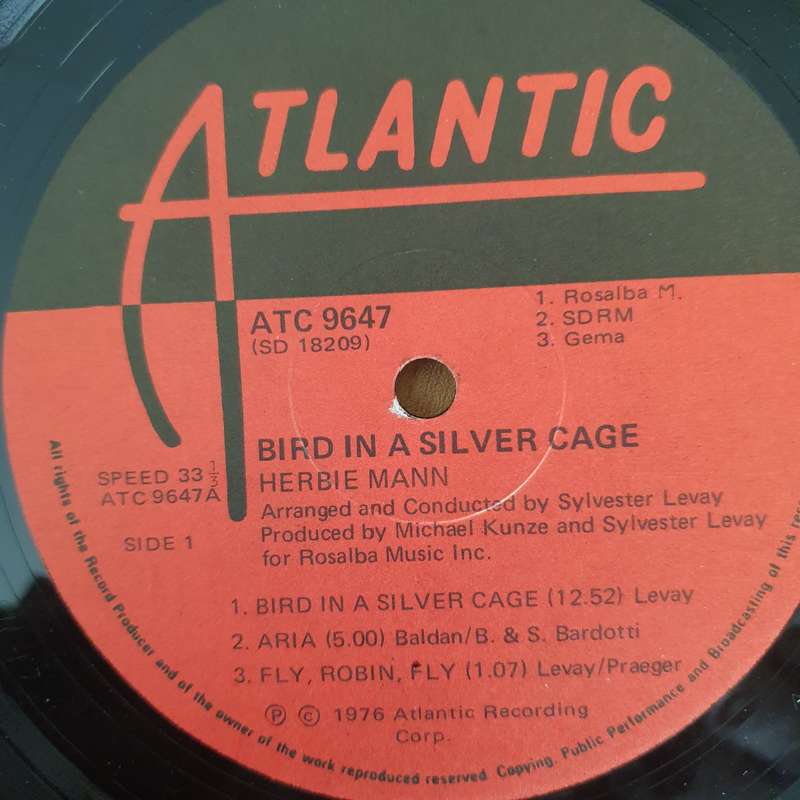 ATLANTIC
ATC 9647
(SD 18209)
1. Rosalba M.
2. SDRM
3. Gema
BIRD IN A SILVER CAGE
HERBIE MANN
SPEED 33 1/3
ATC 9647A
SIDE 1
Arranged and Conducted by Sylvester Levay
Produced by Michael Kunze and Sylvester Levay
for Rosalba Music Inc.
1. BIRD IN A SILVER CAGE (12.52) Levay
2. ARIA (5.00) Baldan/B. & S. Bardotti
3. FLY, ROBIN, FLY (1.07) Levay/Praeger
Ⓟ © 1976 Atlantic Recording
Corp.
All rights of the Record Producer and of the owner of the work reproduced reserved. Copying, Public Performance and Broadcasting of this